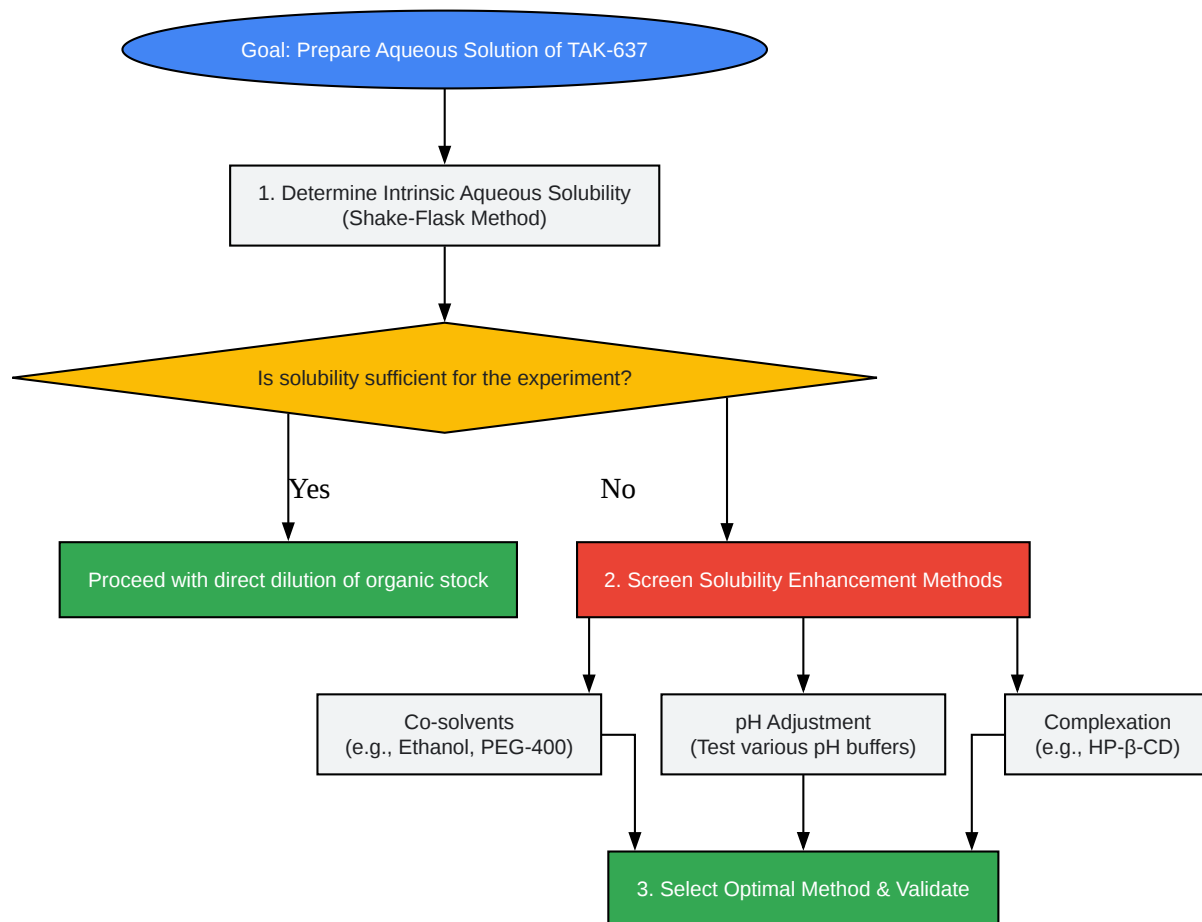 Goal: Prepare Aqueous Solution of TAK-637
1. Determine Intrinsic Aqueous Solubility
(Shake-Flask Method)
Is solubility sufficient for the experiment?
Yes
No
Proceed with direct dilution of organic stock
2. Screen Solubility Enhancement Methods
Co-solvents
(e.g., Ethanol, PEG-400)
pH Adjustment
(Test various pH buffers)
Complexation
(e.g., HP-β-CD)
3. Select Optimal Method & Validate